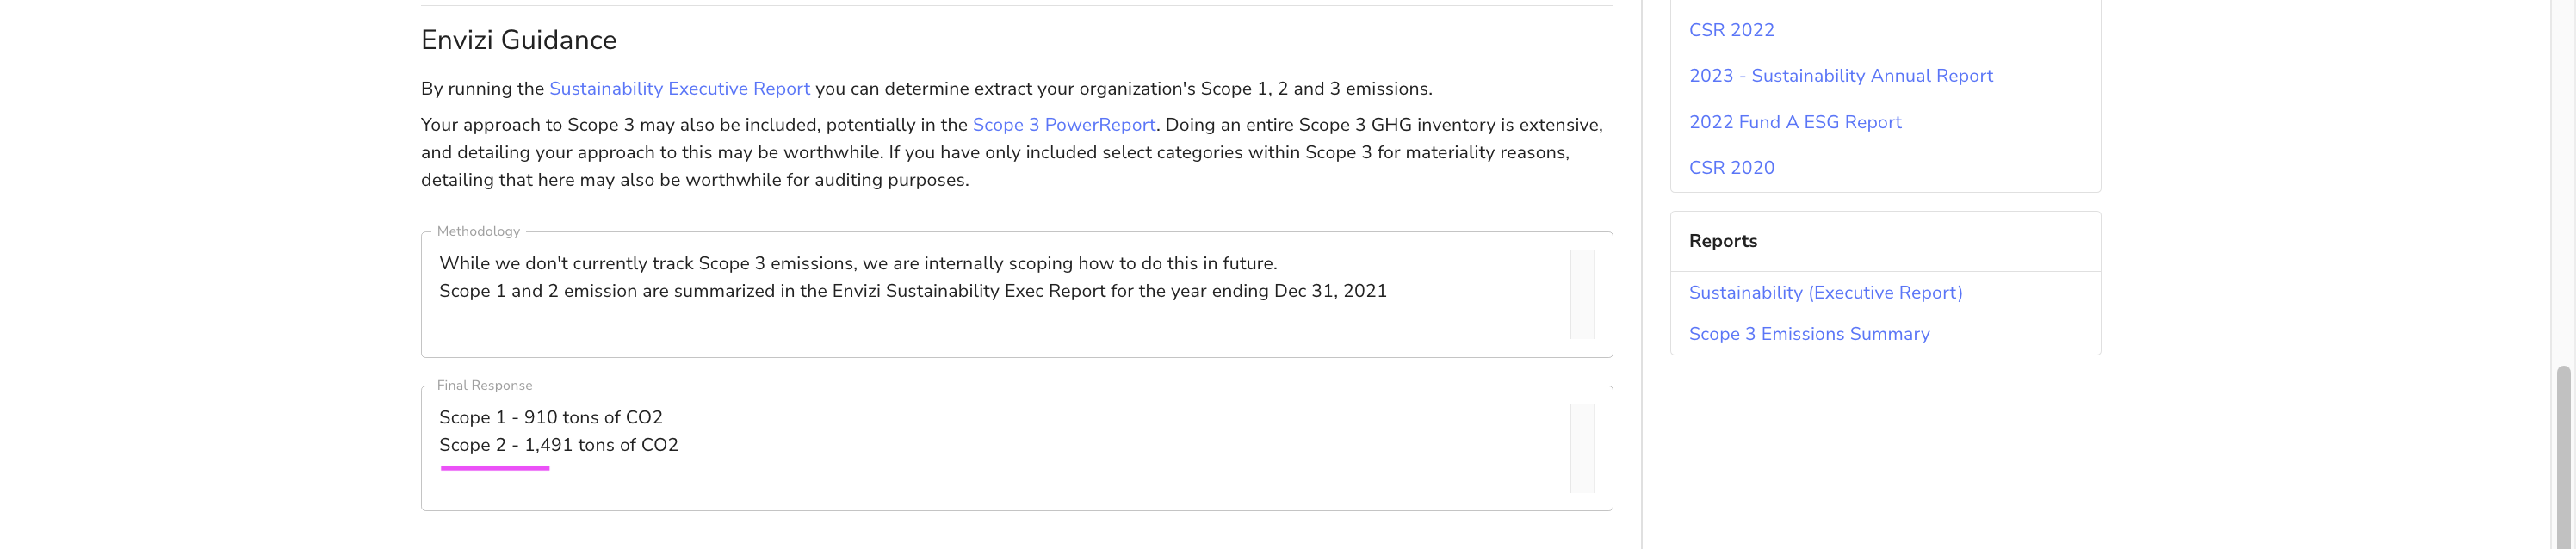 Envizi Guidance
By running the Sustainability Executive Report you can determine extract your organization's Scope 1, 2 and 3 emissions.
Your approach to Scope 3 may also be included, potentially in the Scope 3 PowerReport. Doing an entire Scope 3 GHG inventory is extensive,
and detailing your approach to this may be worthwhile. If you have only included select categories within Scope 3 for materiality reasons,
detailing that here may also be worthwhile for auditing purposes.
Methodology
While we don't currently track Scope 3 emissions, we are internally scoping how to do this in future.
Scope 1 and 2 emission are summarized in the Envizi Sustainability Exec Report for the year ending Dec 31, 2021
Final Response
Scope 1 - 910 tons of CO2
Scope 2 - 1,491 tons of CO2
CSR 2022
2023 - Sustainability Annual Report
2022 Fund A ESG Report
CSR 2020
Reports
Sustainability (Executive Report)
Scope 3 Emissions Summary